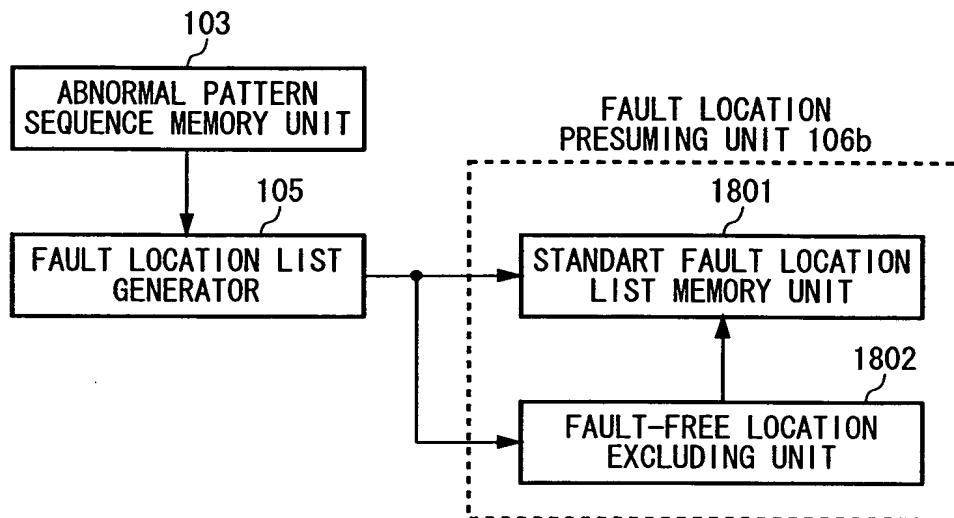 103
ABNORMAL PATTERN
SEQUENCE MEMORY UNIT
FAULT LOCATION
PRESUMING UNIT 106b
105
FAULT LOCATION LIST
GENERATOR
1801
STANDART FAULT LOCATION
LIST MEMORY UNIT
1802
FAULT-FREE LOCATION
EXCLUDING UNIT